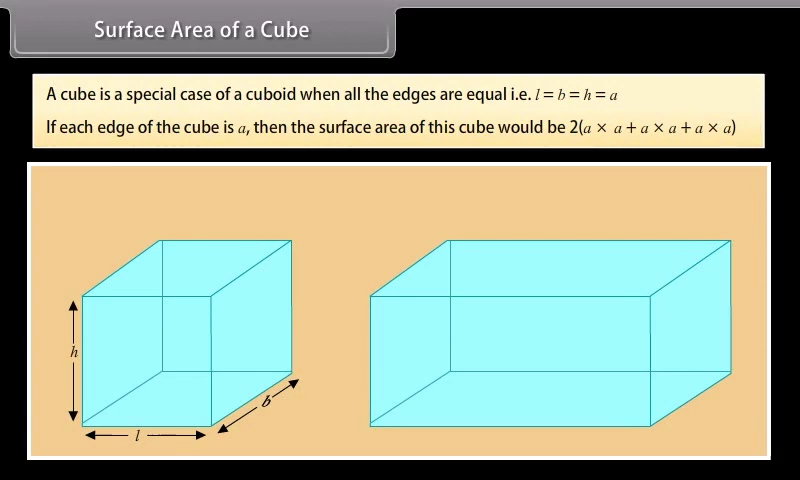 Surface Area of a Cube
A cube is a special case of a cuboid when all the edges are equal i.e. l = b = h = a
If each edge of the cube is a, then the surface area of this cube would be 2(a × a + a × a + a × a)
h
b
l